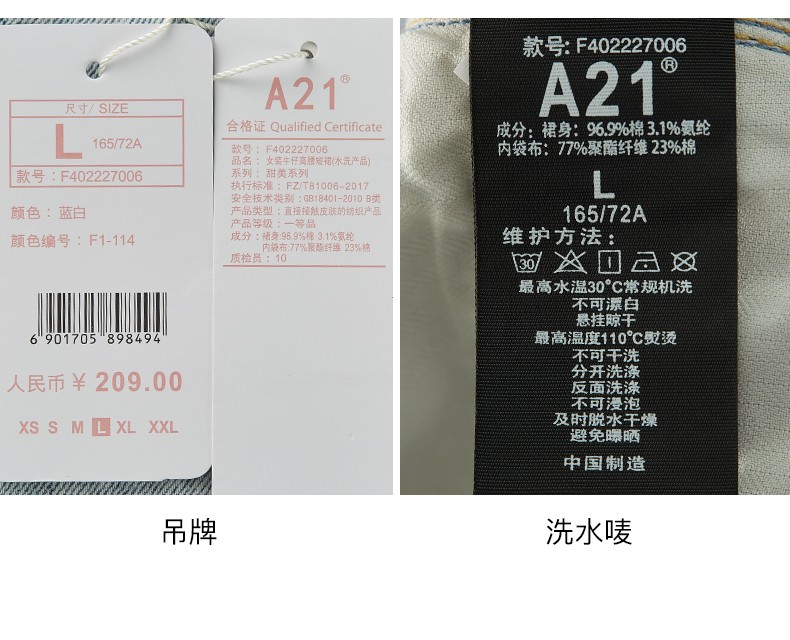 尺寸/ SIZE
L 165/72A
款号: F402227006
颜色: 蓝白
颜色编号: F1-114
6 901705 898494
人民币 ¥ 209.00
XS S M L XL XXL
A21®
合格证 Qualified Certificate
款号: F402227006
品名: 女装牛仔高腰短裙(水洗产品)
系列: 甜美系列
执行标准: FZ/T81006-2017
安全技术类别:GB18401-2010 B类
产品类型: 直接接触皮肤的纺织产品
产品等级: 一等品
成分: 裙身:96.9%棉 3.1%氨纶
内袋布:77%聚酯纤维 23%棉
质检员: 10
吊牌
款号: F402227006
A21®
成分: 裙身: 96.9%棉 3.1%氨纶
内袋布: 77%聚酯纤维 23%棉
L
165/72A
维护方法:
30
最高水温30°C常规机洗
不可漂白
悬挂晾干
最高温度110°C熨烫
不可干洗
分开洗涤
反面洗涤
不可浸泡
及时脱水干燥
避免曝晒
中国制造
洗水唛